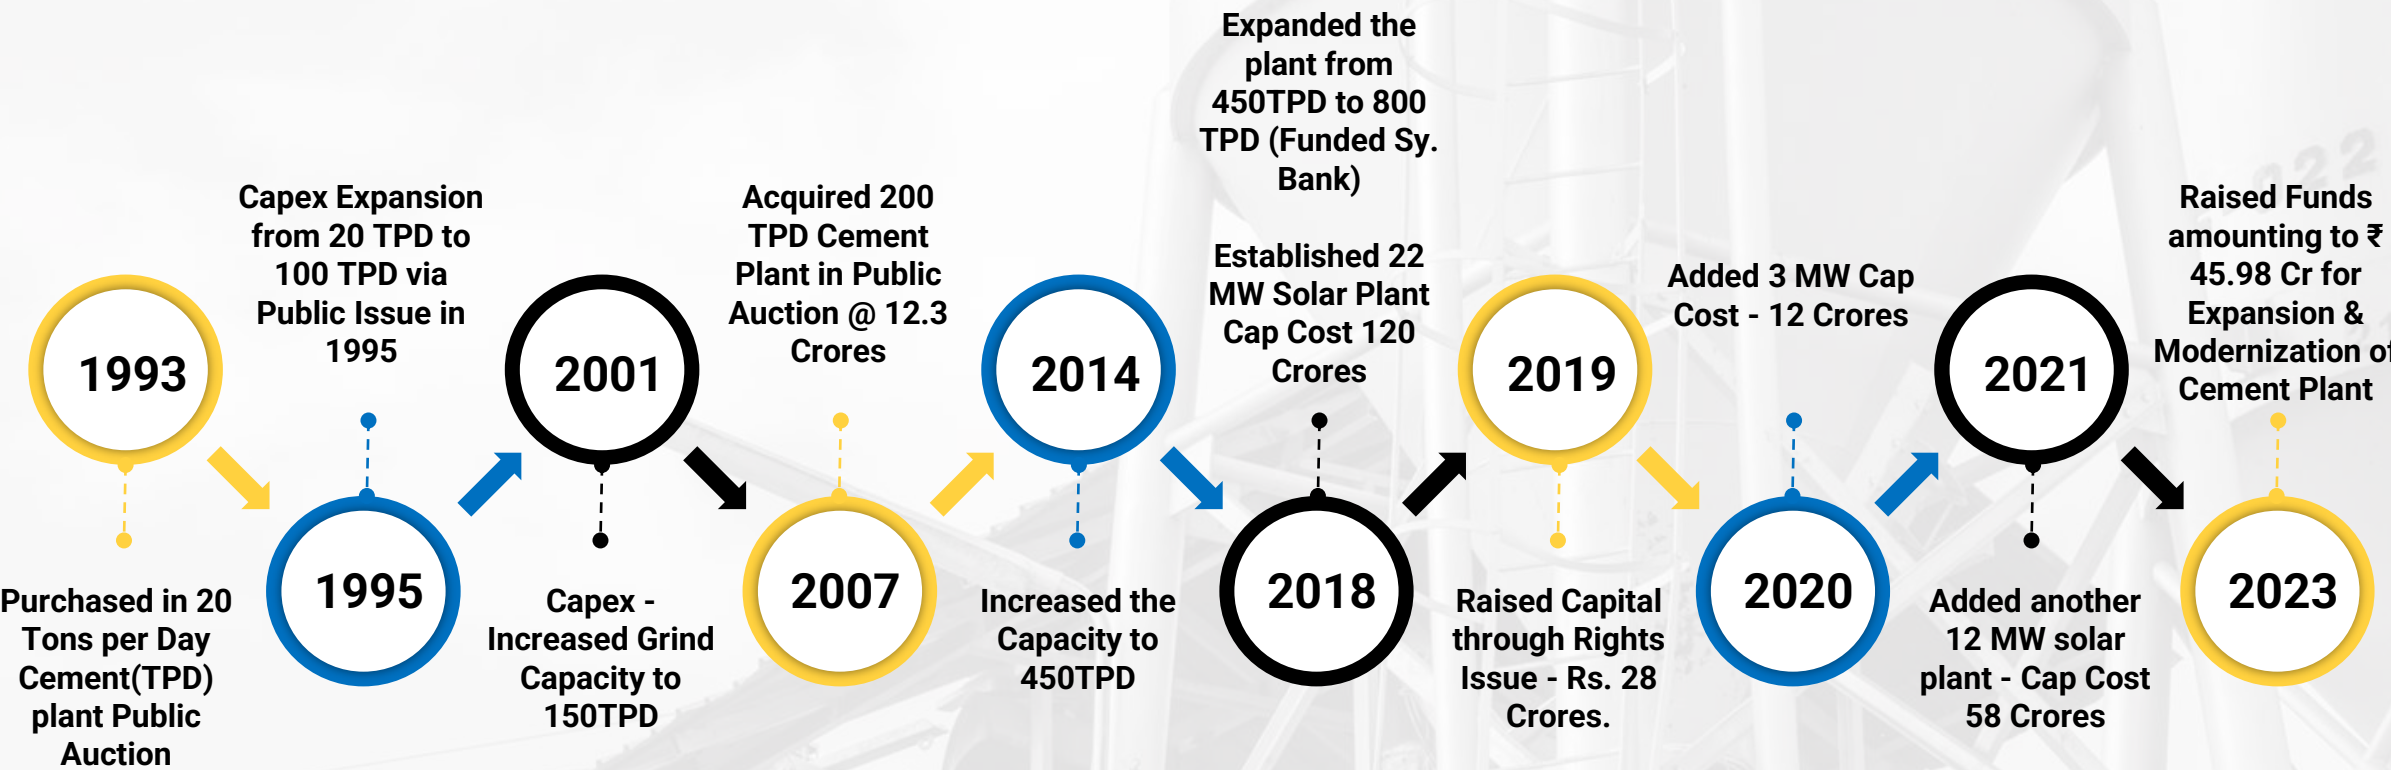 1993
Purchased in 20
Tons per Day
Cement(TPD)
plant Public
Auction
Capex Expansion
from 20 TPD to
100 TPD via
Public Issue in
1995
1995
2001
Capex -
Increased Grind
Capacity to
150TPD
Acquired 200
TPD Cement
Plant in Public
Auction @ 12.3
Crores
2007
2014
Increased the
Capacity to
450TPD
Expanded the
plant from
450TPD to 800
TPD (Funded Sy.
Bank)
Established 22
MW Solar Plant
Cap Cost 120
Crores
2018
2019
Raised Capital
through Rights
Issue - Rs. 28
Crores.
Added 3 MW Cap
Cost - 12 Crores
2020
2021
Added another
12 MW solar
plant - Cap Cost
58 Crores
Raised Funds
amounting to ₹
45.98 Cr for
Expansion &
Modernization of
Cement Plant
2023